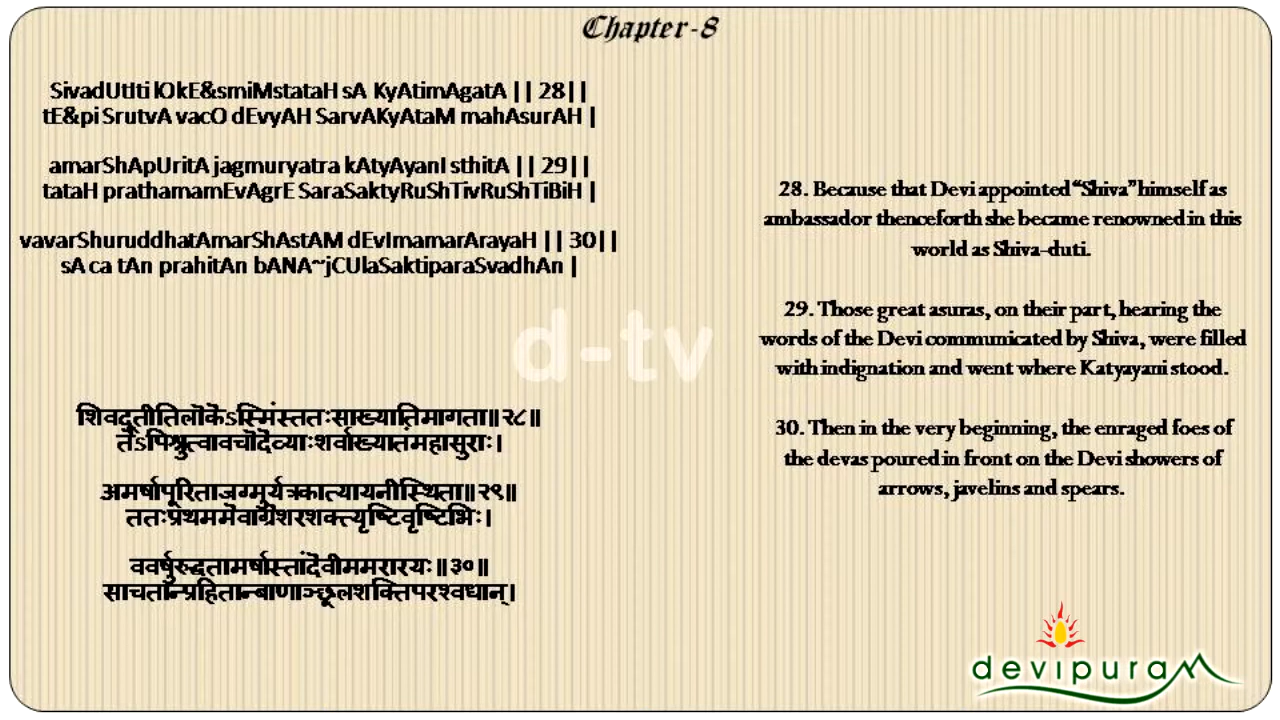 Chapter-8
SivadUtIti lOkE&smiMstataH sA KyAtimAgatA || 28||
tE&pi SrutvA vacO dEvyAH SarvAKyAtaM mahAsurAH |
amarShApUritA jagmuryatra kAtyAyanI sthitA || 29||
tataH prathamamEvAgrE SaraSaktyRuShTivRuShTiBiH |
vavarShuruddhatAmarShAstAM dEvImamarArayaH || 30||
sA ca tAn prahitAn bANA~jCUlaSaktiparaSvadhAn |
शिवदूतीतिलॊकॆऽस्मिंस्ततःसाख्यातिमागता॥२८॥
तॆऽपिश्रुत्वावचॊदॆव्याःशर्वाख्यातंमहासुराः।
अमर्षापूरिताजग्मुर्यत्रकात्यायनीस्थिता॥२९॥
ततःप्रथममॆवाग्रॆशरशक्त्यृष्टिवृष्टिभिः।
ववर्षुरुद्धतामर्षास्तांदॆवीममरारयः॥३०॥
साचतान्प्रहितान्बाणाञ्छूलशक्तिपरश्वधान्।
28. Because that Devi appointed “Shiva” himself as
ambassador thenceforth she became renowned in this
world as Shiva-duti.
29. Those great asuras, on their part, hearing the
words of the Devi communicated by Shiva, were filled
with indignation and went where Katyayani stood.
30. Then in the very beginning, the enraged foes of
the devas poured in front on the Devi showers of
arrows, javelins and spears.
d-tv
devipuram